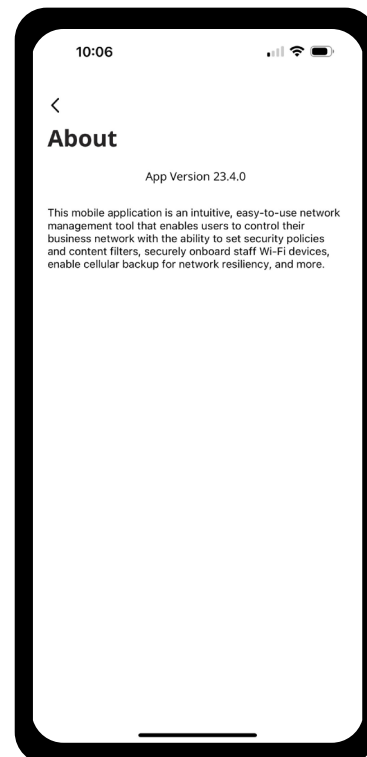 10:06
About
App Version 23.4.0
This mobile application is an intuitive, easy-to-use network
management tool that enables users to control their
business network with the ability to set security policies
and content filters, securely onboard staff Wi-Fi devices,
enable cellular backup for network resiliency, and more.